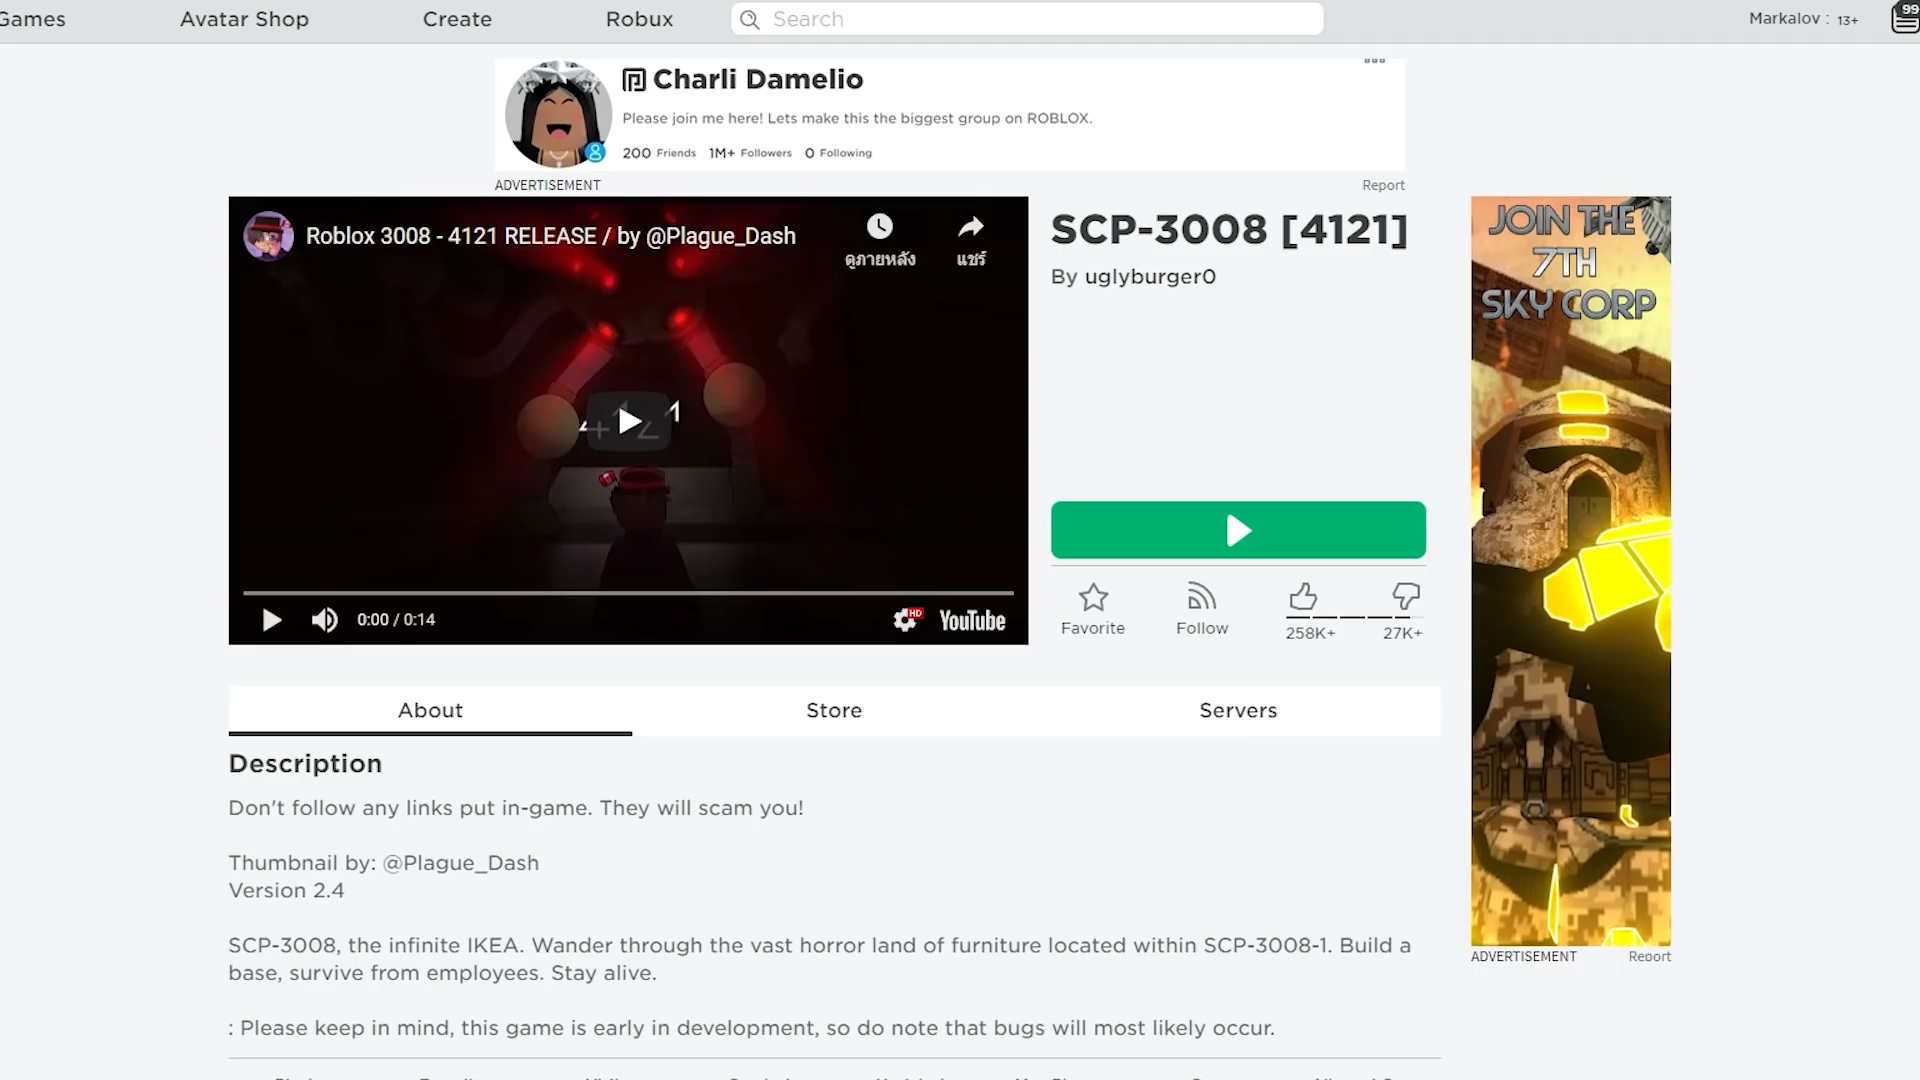 Games
Avatar Shop
Create
Robux
Search
Markalov : 13+
99
Charli Damelio
Please join me here! Lets make this the biggest group on ROBLOX.
200 Friends 1M+ Followers 0 Following
ADVERTISEMENT
Report
Roblox 3008 - 4121 RELEASE / by @Plague_Dash
ดูภายหลัง
แชร์
0:00 / 0:14
HD
YouTube
SCP-3008 [4121]
By uglyburger0
Favorite
Follow
258K+
27K+
JOIN THE
7TH
SKY CORP
ADVERTISEMENT
Report
About
Store
Servers
Description
Don't follow any links put in-game. They will scam you!
Thumbnail by: @Plague_Dash
Version 2.4
SCP-3008, the infinite IKEA. Wander through the vast horror land of furniture located within SCP-3008-1. Build a
base, survive from employees. Stay alive.
: Please keep in mind, this game is early in development, so do note that bugs will most likely occur.